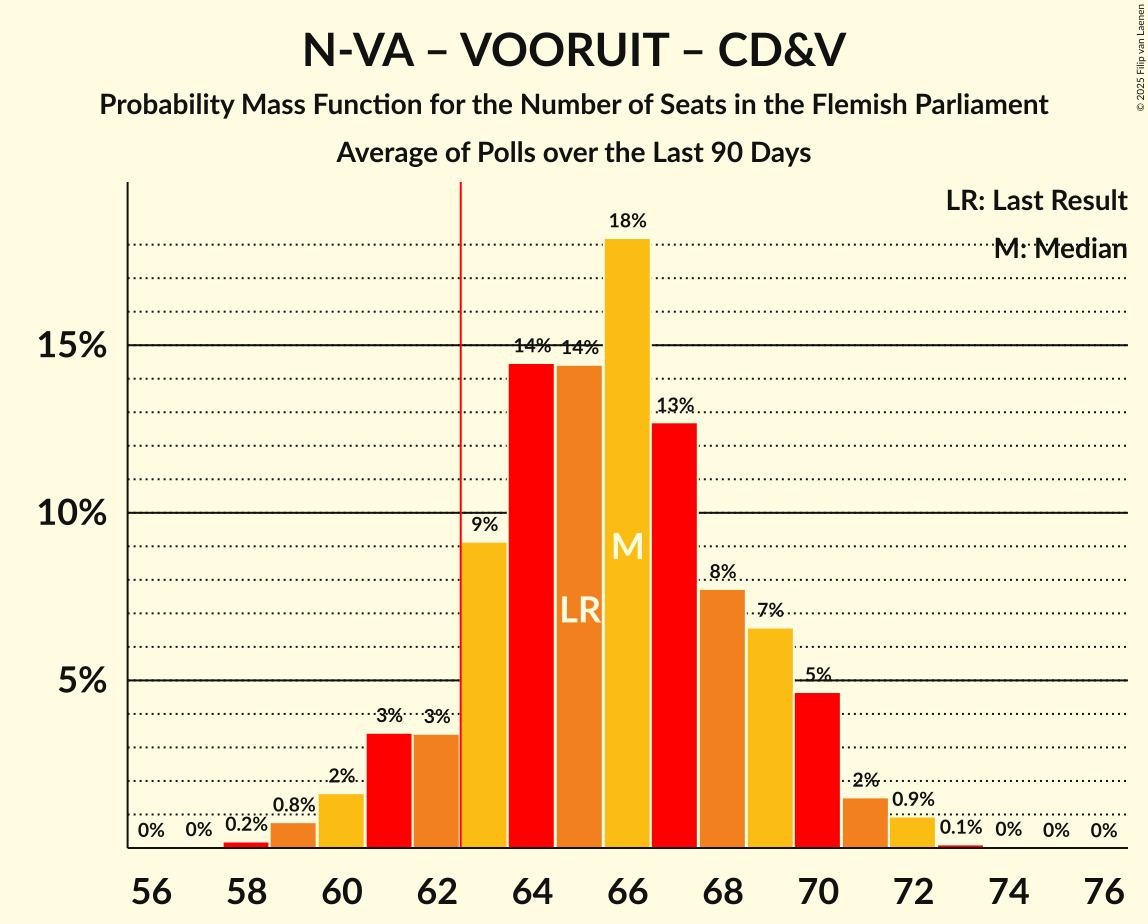 N-VA – VOORUIT – CD&V
Probability Mass Function for the Number of Seats in the Flemish Parliament
Average of Polls over the Last 90 Days
© 2025 Filip van Laenen
LR: Last Result
M: Median
15%
10%
5%
0%
0%
0.2%
0.8%
2%
3%
3%
9%
14%
14%
18%
13%
8%
7%
5%
2%
0.9%
0.1%
0%
0%
0%
LR
M
56 58 60 62 64 66 68 70 72 74 76